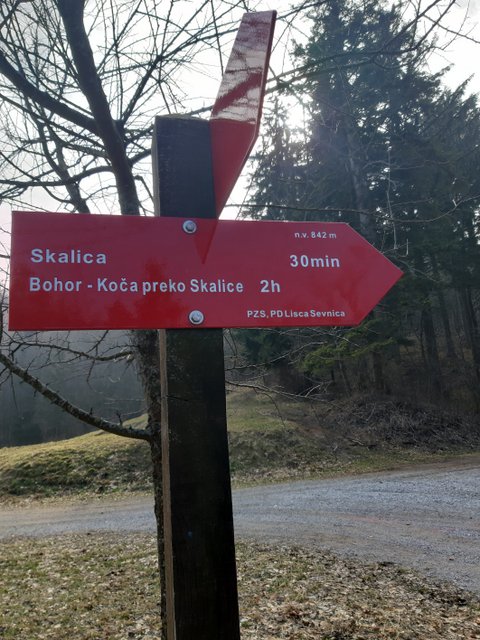 n.v. 842 m
Skalica 30min
Bohor - Koča preko Skalice 2h
PZS, PD Lisca Sevnica